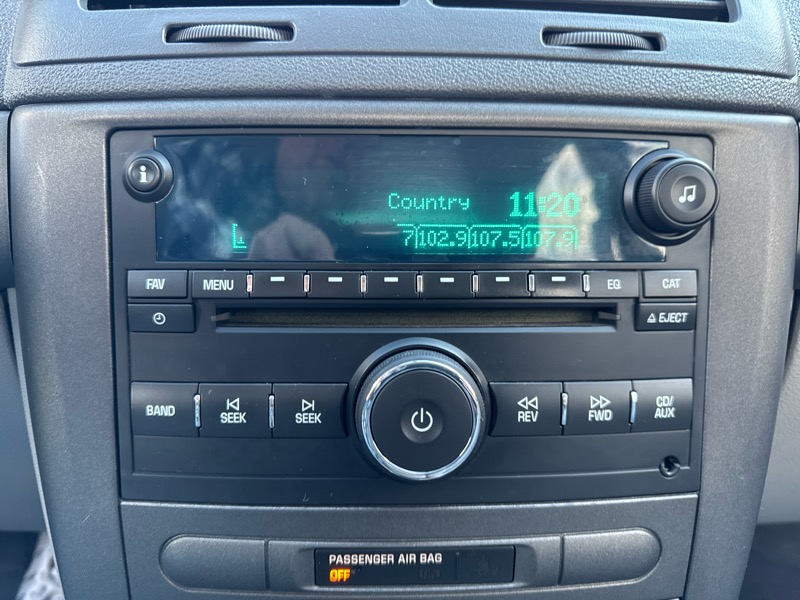 i
Country 11:20
7 102.9 107.5 107.9
FAV MENU EQ CAT
EJECT
BAND SEEK SEEK REV FWD CD/
AUX
PASSENGER AIR BAG
OFF